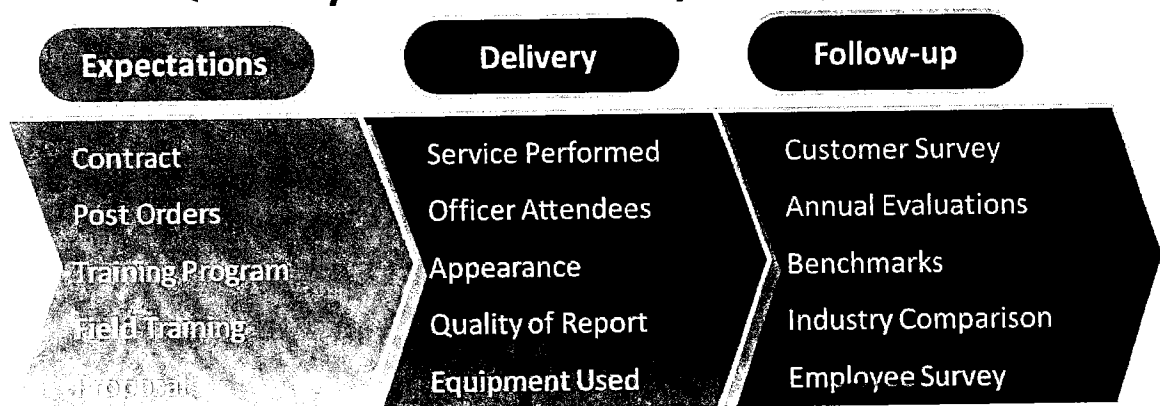 Expectations
Contract
Post Orders
Training Program
Field Training
Proposal
Delivery
Service Performed
Officer Attendees
Appearance
Quality of Report
Equipment Used
Follow-up
Customer Survey
Annual Evaluations
Benchmarks
Industry Comparison
Employee Survey